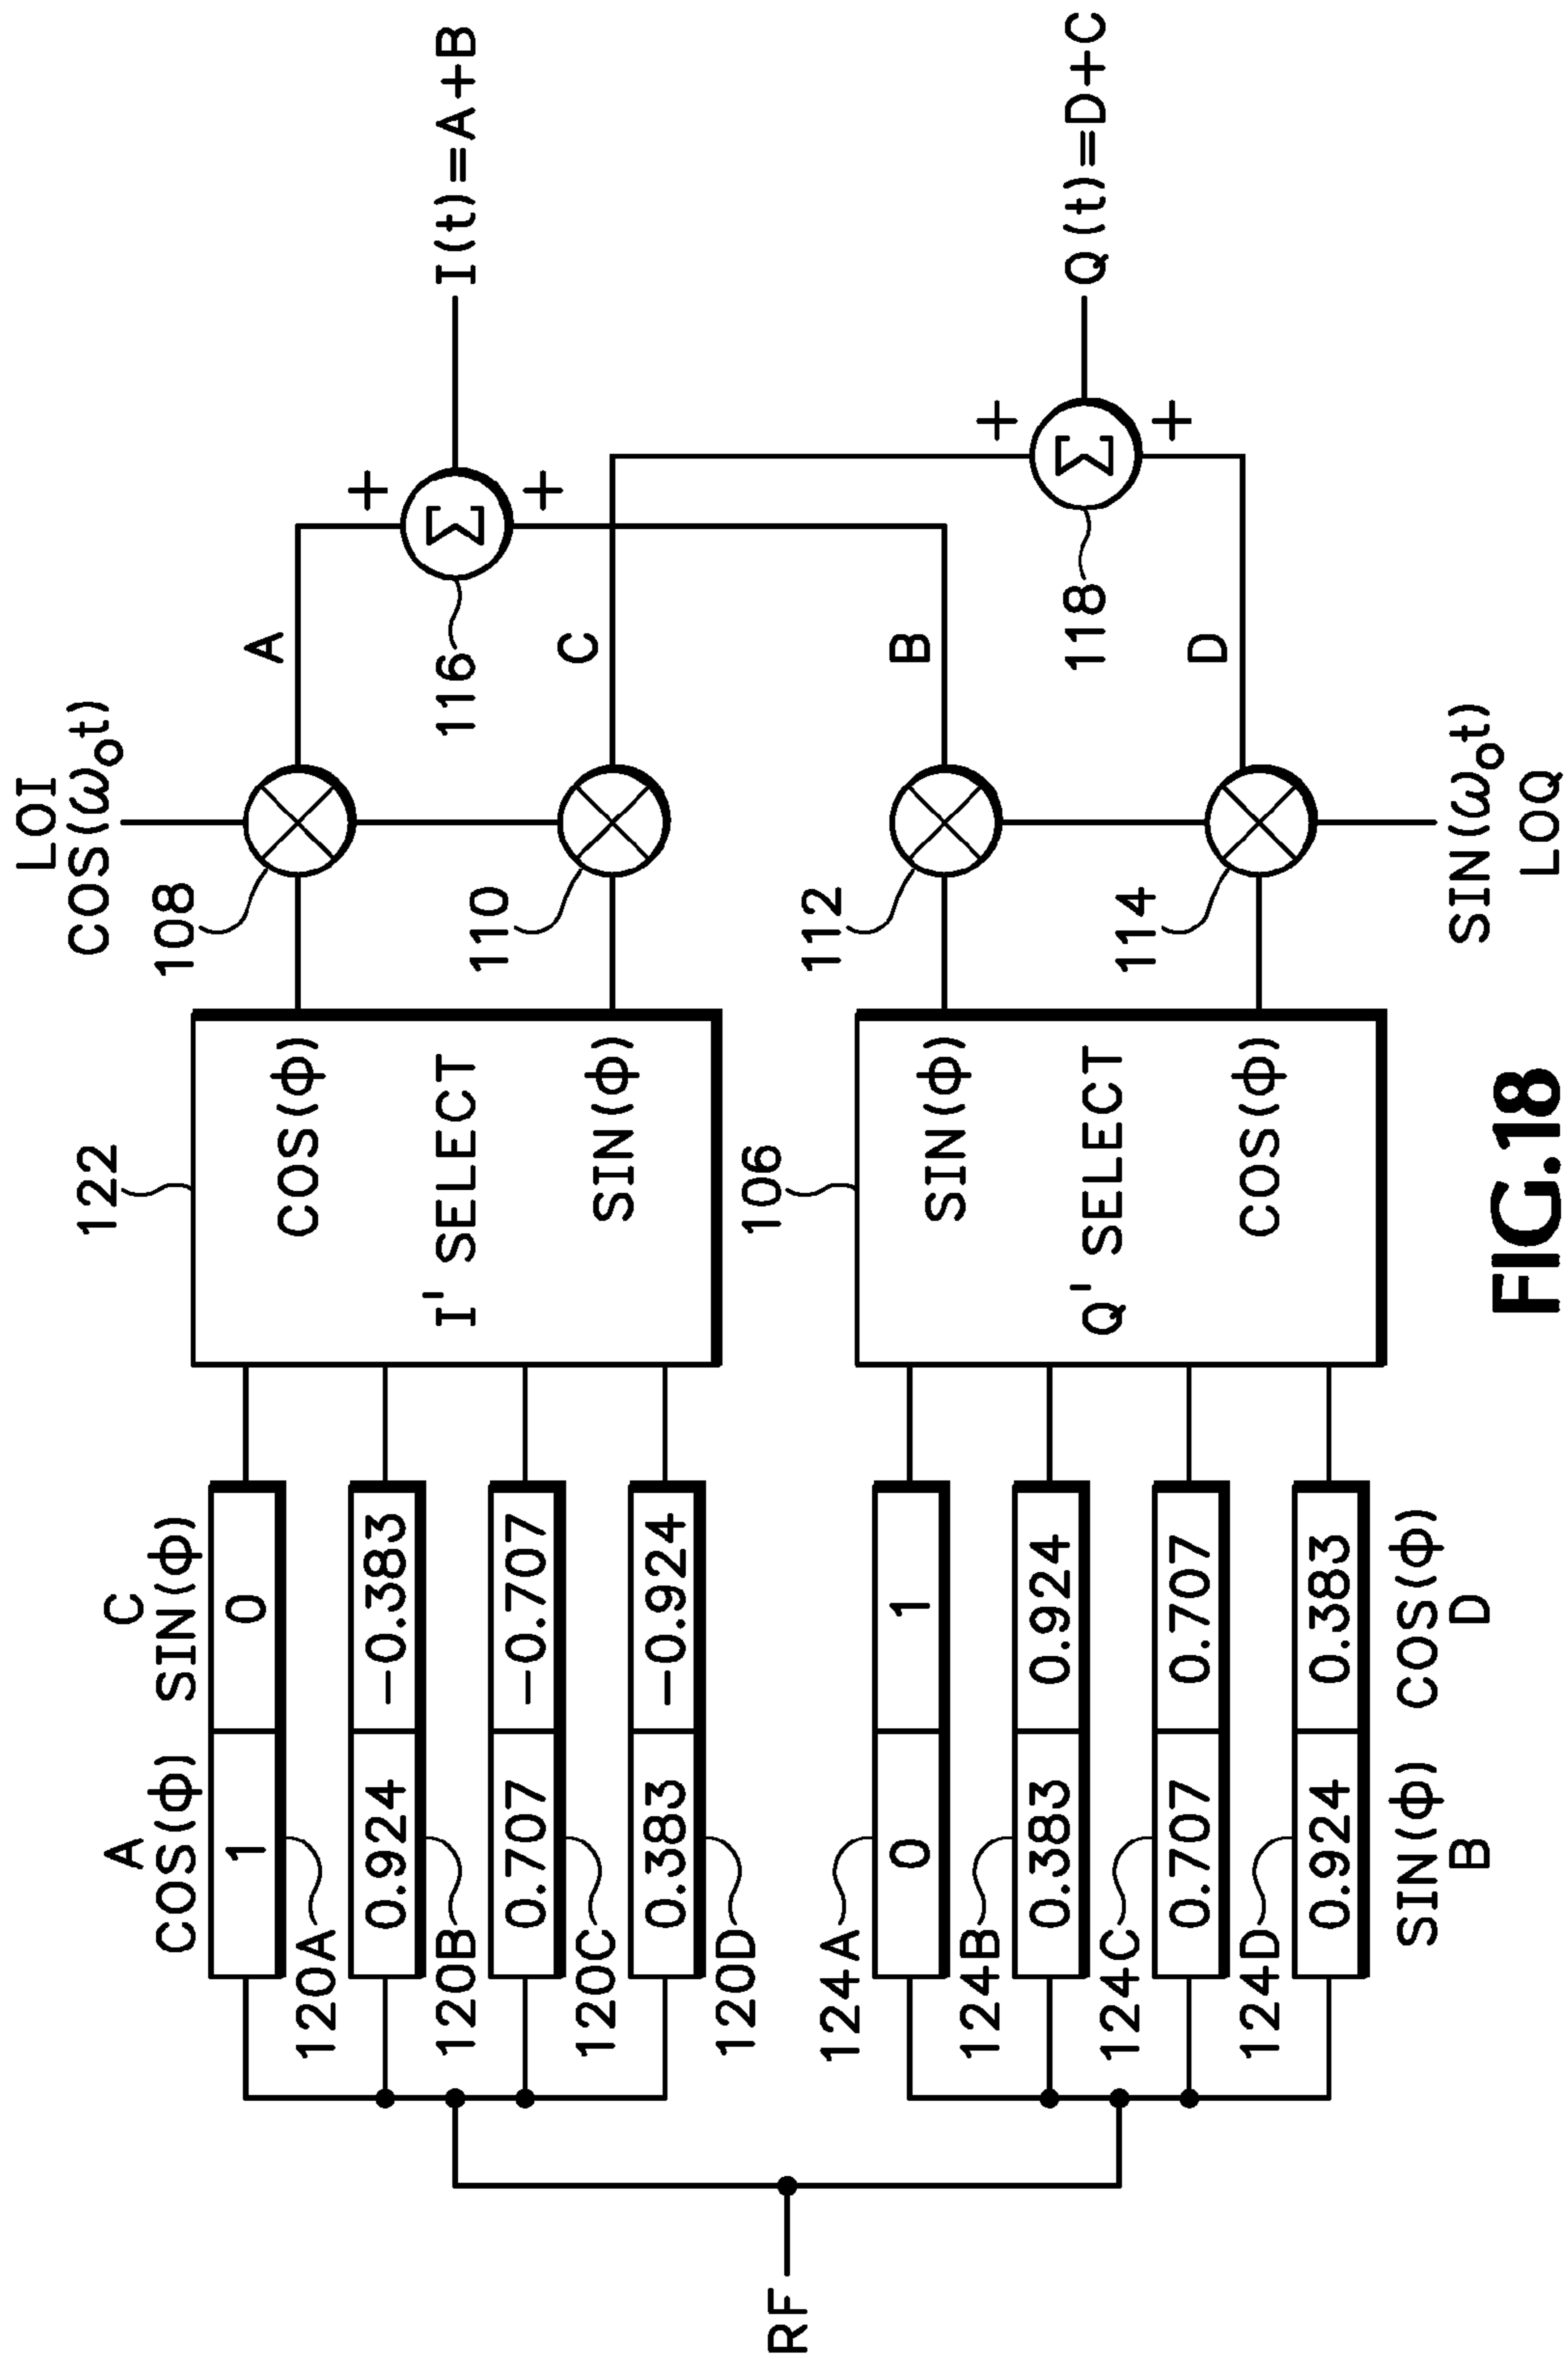 LOI
COS(ω₀t)
A
COS(ϕ)
C
SIN(ϕ)
1
0
120A
0.924
−0.383
120B
0.707
−0.707
120C
0.383
−0.924
120D
122
COS(ϕ)
I' SELECT
SIN(ϕ)
108
110
A
C
116
Σ
+
+
I(t)=A+B
RF
124A
0
1
124B
0.383
0.924
124C
0.707
0.707
124D
0.924
0.383
SIN(ϕ)
B
COS(ϕ)
D
106
SIN(ϕ)
Q' SELECT
COS(ϕ)
112
114
B
D
118
Σ
+
+
Q(t)=D+C
SIN(ω₀t)
LOQ
FIG.18